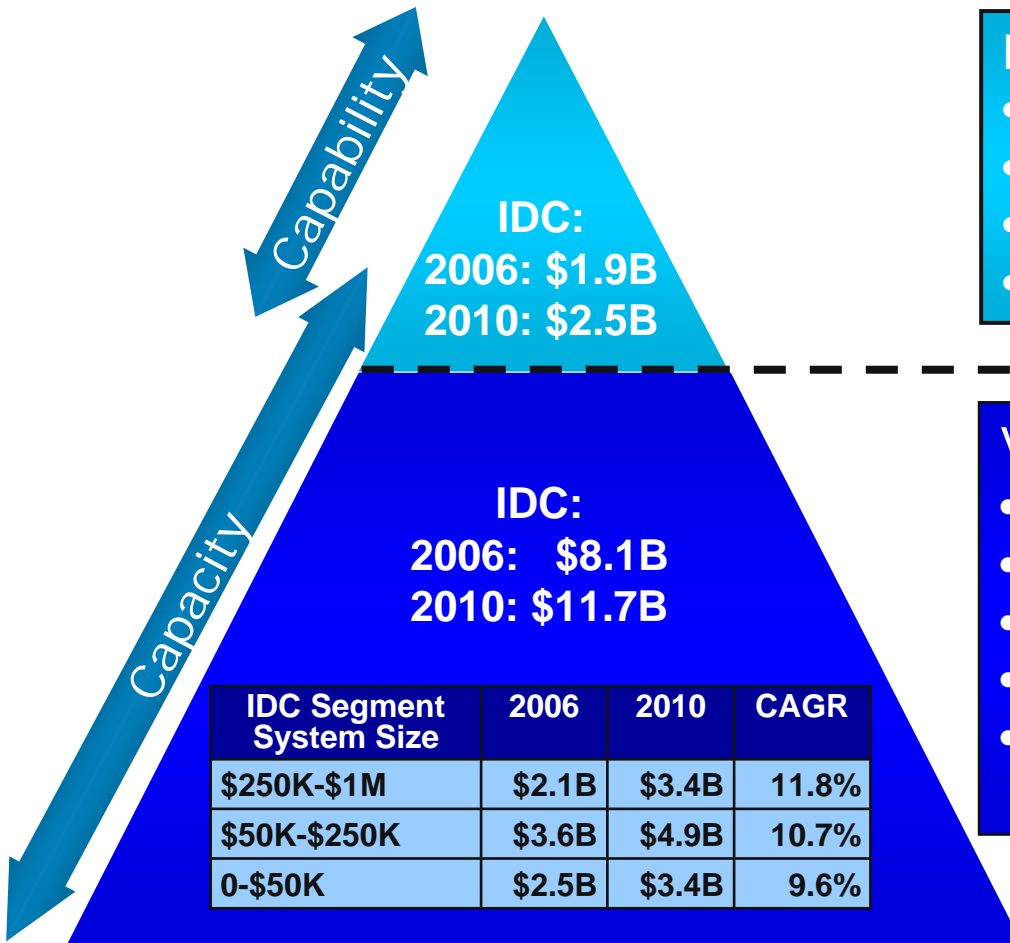 Capability
IDC:
2006: $1.9B
2010: $2.5B
Capacity
IDC:
2006: $8.1B
2010: $11.7B
IDC Segment System Size 2006 2010 CAGR
$250K-$1M $2.1B $3.4B 11.8%
$50K-$250K $3.6B $4.9B 10.7%
0-$50K $2.5B $3.4B 9.6%